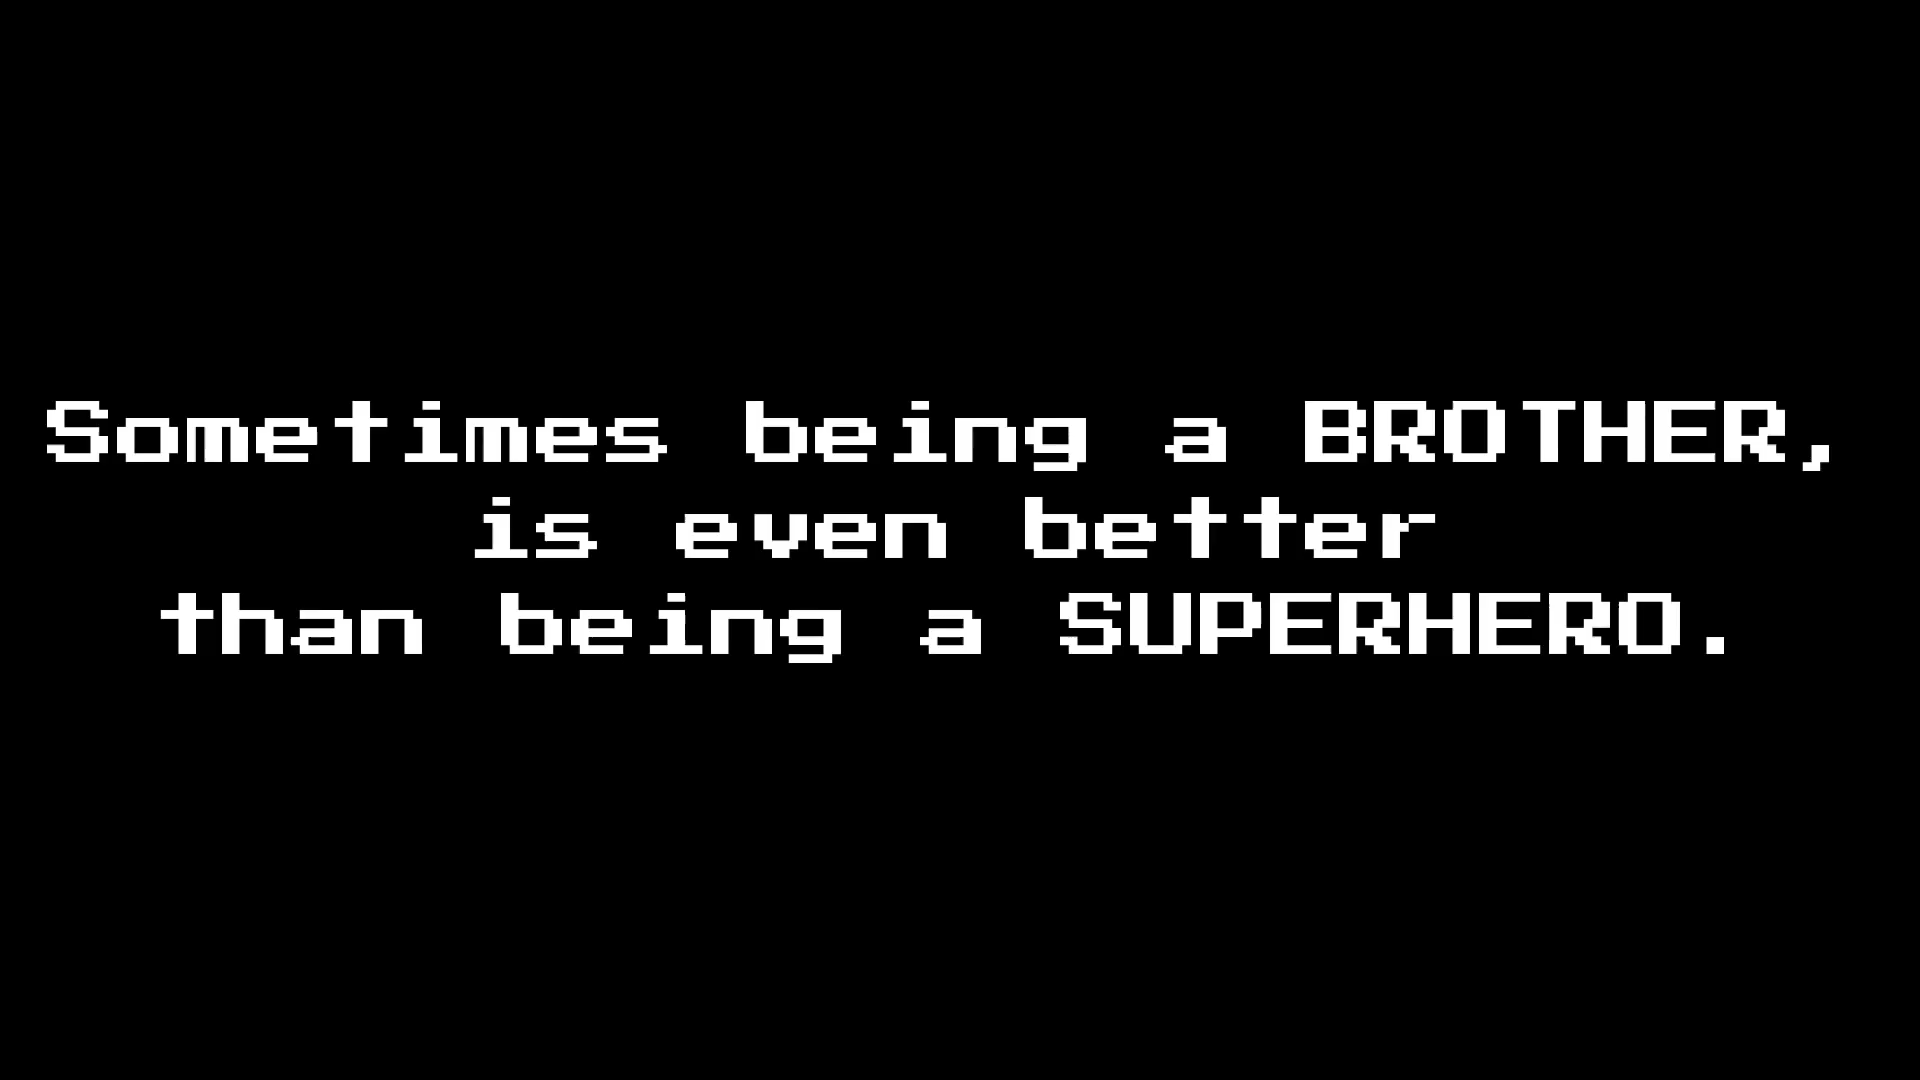 Sometimes being a BROTHER,
is even better
than being a SUPERHERO.